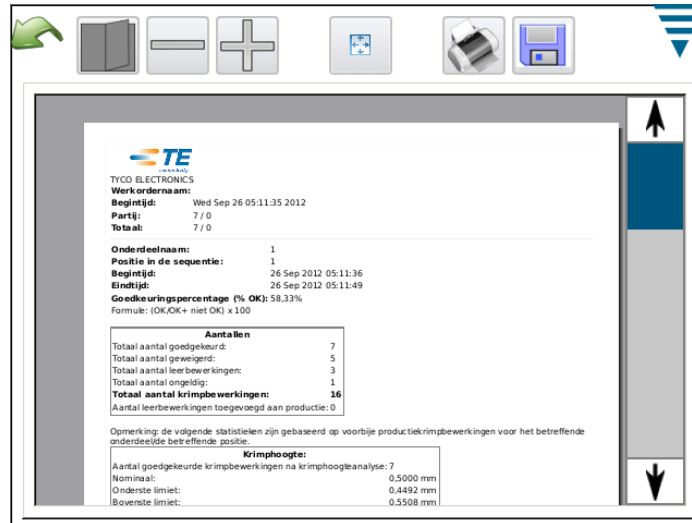 TE
connectivity
TYCO ELECTRONICS
Werkordernaam:
Begintijd: Wed Sep 26 05:11:35 2012
Partij: 7 / 0
Totaal: 7 / 0
Onderdeelnaam: 1
Positie in de sequentie: 1
Begintijd: 26 Sep 2012 05:11:36
Eindtijd: 26 Sep 2012 05:11:49
Goedkeuringspercentage (% OK): 58,33%
Formule: (OK/OK+ niet OK) x 100
Aantallen
Totaal aantal goedgekeurd: 7
Totaal aantal geweigerd: 5
Totaal aantal leerbewerkingen: 3
Totaal aantal ongeldig: 1
Totaal aantal krimpbewerkingen: 16
Aantal leerbewerkingen toegevoegd aan productie: 0
Opmerking: de volgende statistieken zijn gebaseerd op voorbije productiekrimpbewerkingen voor het betreffende
onderdeel/de betreffende positie.
Krimphoogte:
Aantal goedgekeurde krimpbewerkingen na krimphoogteanalyse: 7
Nominaal: 0,5000 mm
Onderste limiet: 0,4492 mm
Bovenste limiet: 0,5508 mm